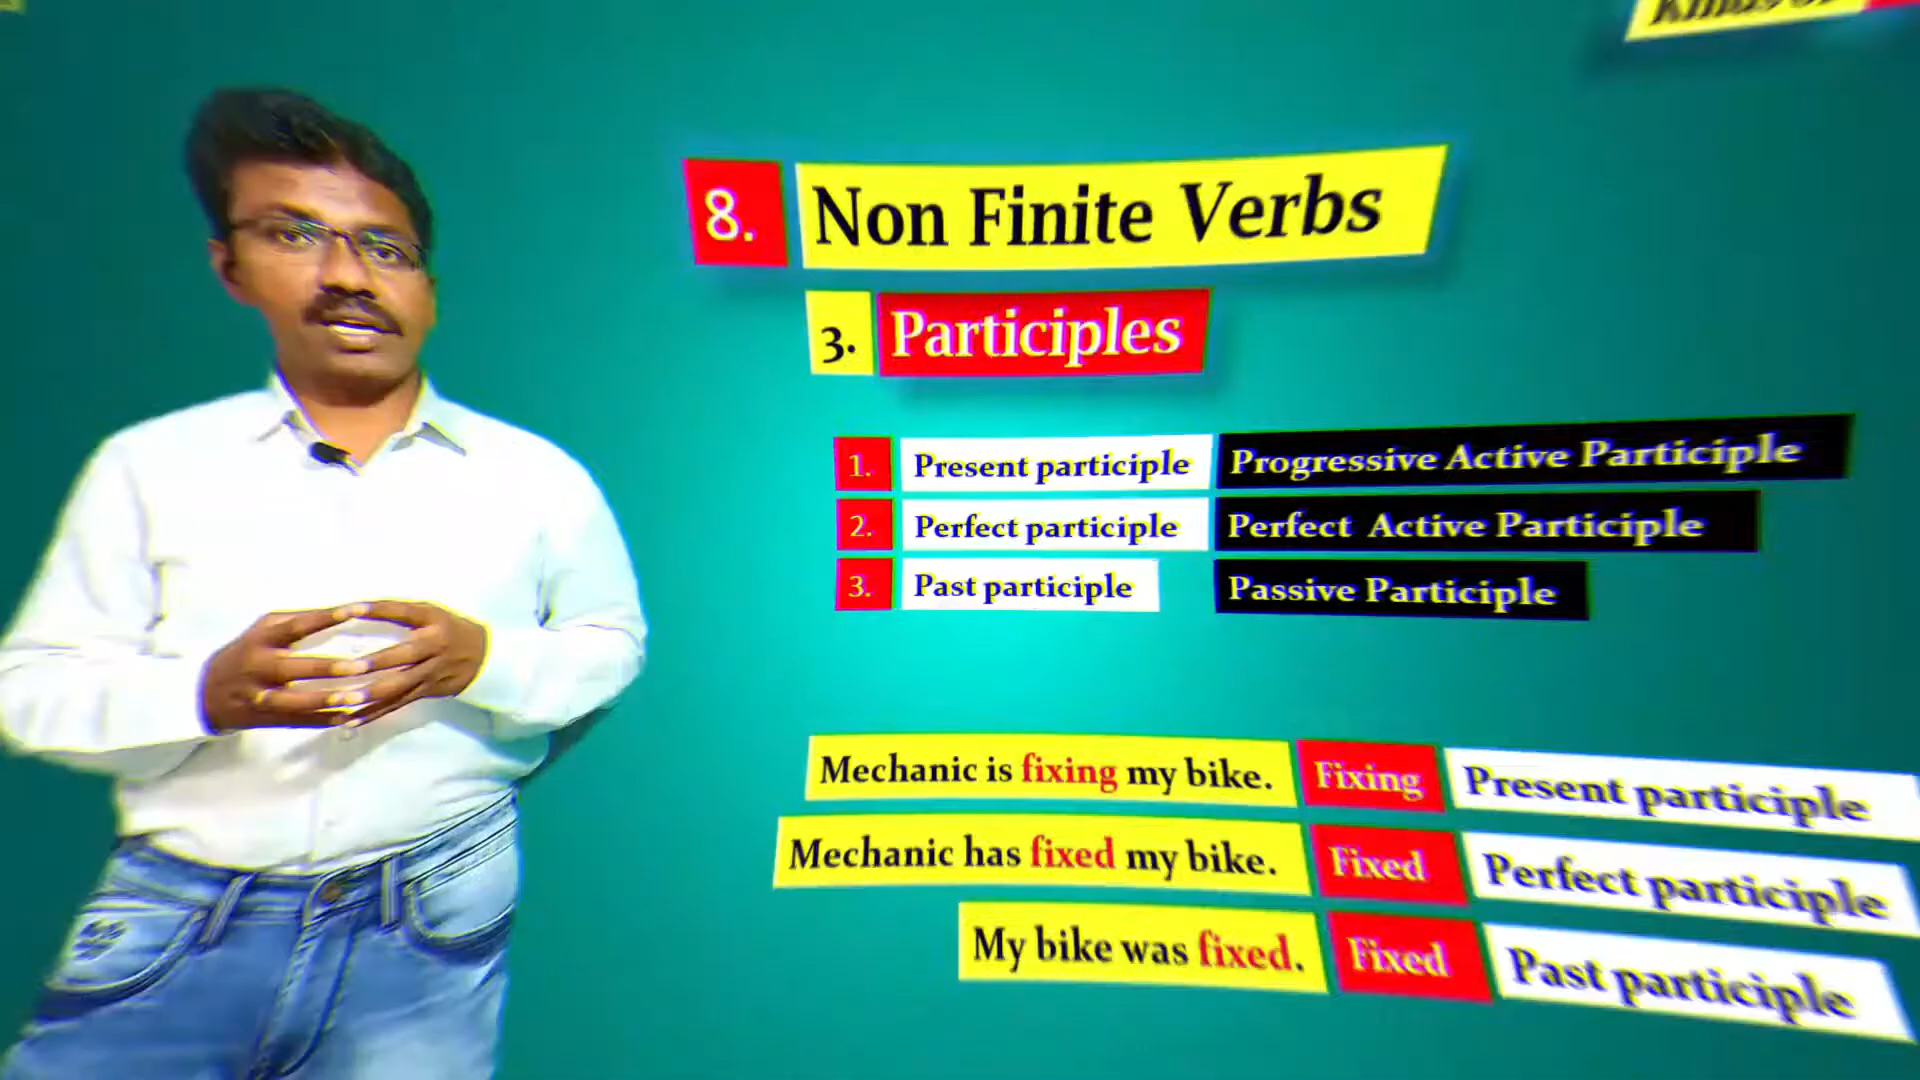 8. Non Finite Verbs
3. Participles
1. Present participle Progressive Active Participle
2. Perfect participle Perfect Active Participle
3. Past participle Passive Participle
Mechanic is fixing my bike. Fixing Present participle
Mechanic has fixed my bike. Fixed Perfect participle
My bike was fixed. Fixed Past participle